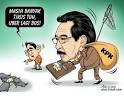 MASIH BANYAK
TIKUS TUH,
UBER LAGI BOS!
KPK